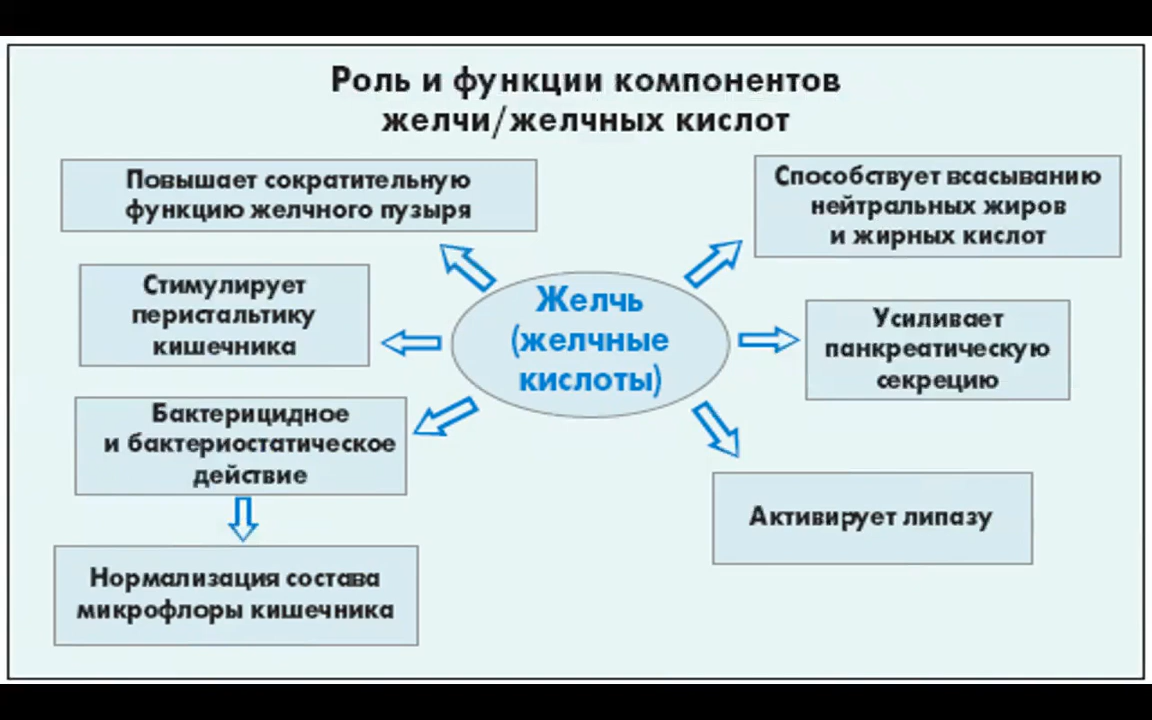 Роль и функции компонентов
желчи/желчных кислот
Повышает сократительную
функцию желчного пузыря
Способствует всасыванию
нейтральных жиров
и жирных кислот
Стимулирует
перистальтику
кишечника
Желчь
(желчные
кислоты)
Усиливает
панкреатическую
секрецию
Бактерицидное
и бактериостатическое
действие
Активирует липазу
Нормализация состава
микрофлоры кишечника